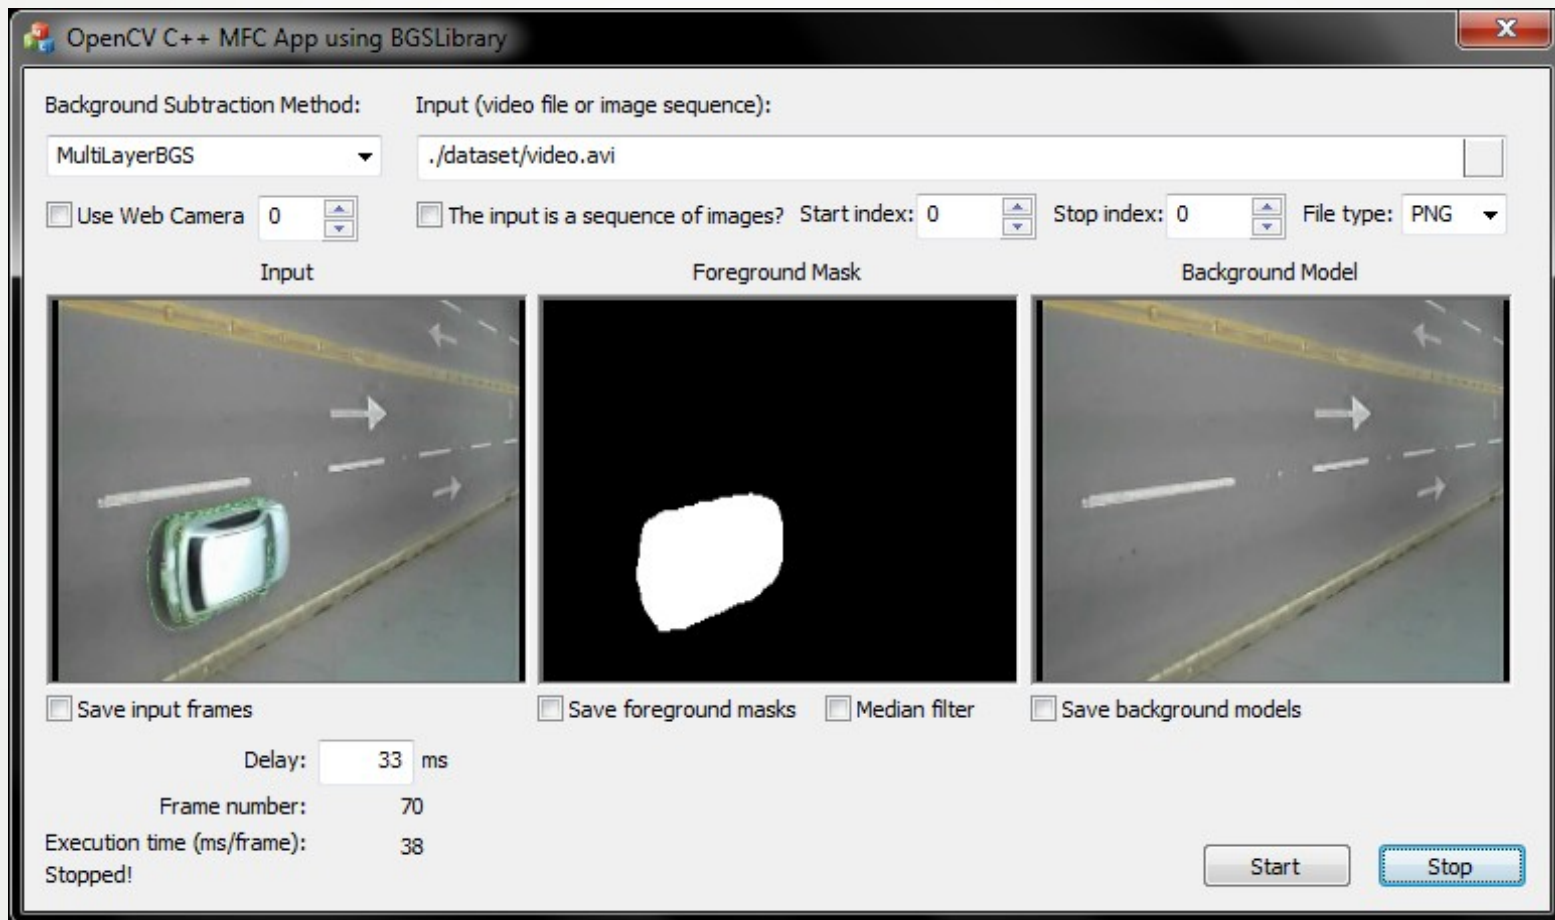 OpenCV C++ MFC App using BGSLibrary
Background Subtraction Method: Input (video file or image sequence):
MultiLayerBGS ./dataset/video.avi
Use Web Camera 0 The input is a sequence of images? Start index: 0 Stop index: 0 File type: PNG
Input Foreground Mask Background Model
Save input frames Save foreground masks Median filter Save background models
Delay: 33 ms
Frame number: 70
Execution time (ms/frame): 38
Stopped!
Start Stop